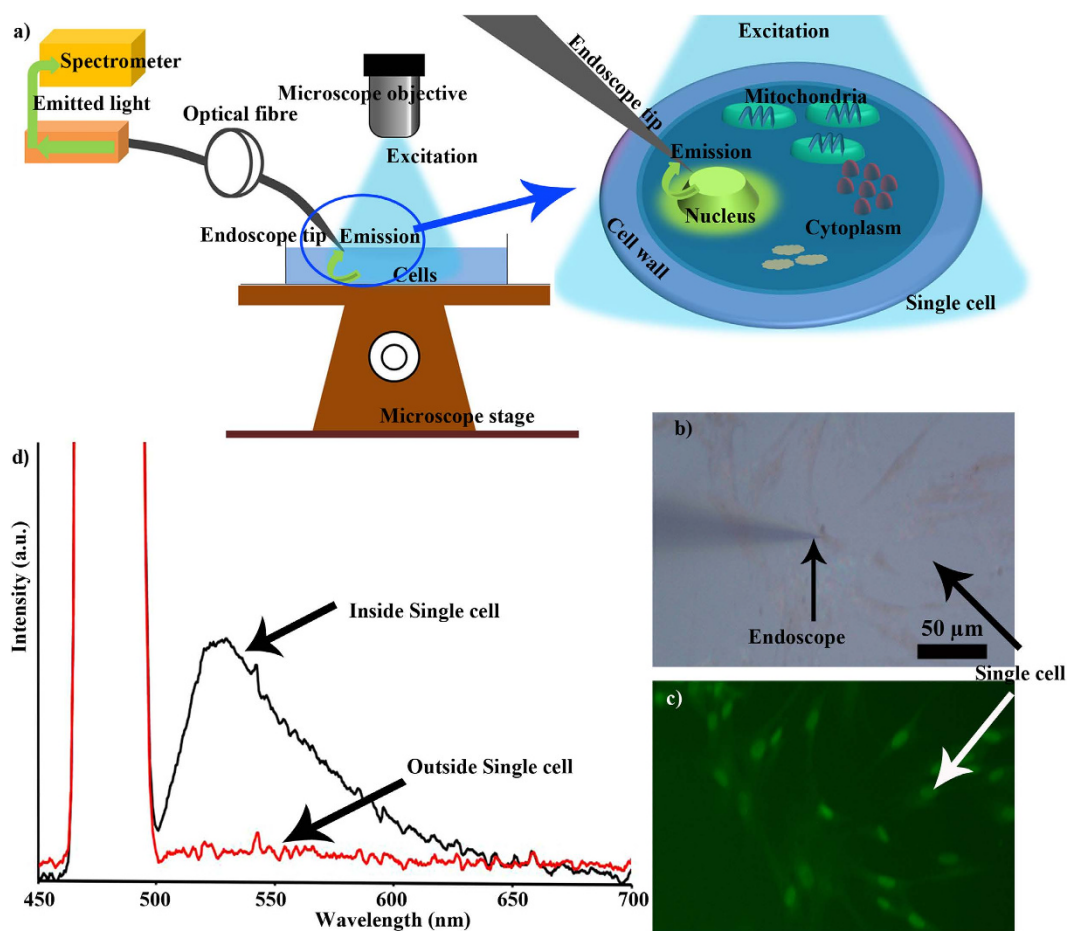 a)
Spectrometer
Emitted light
Optical fibre
Microscope objective
Excitation
Endoscope tip
Emission
Cells
Microscope stage
Excitation
Endoscope tip
Mitochondria
Emission
Nucleus
Cytoplasm
Cell wall
Single cell
b)
Endoscope
50 µm
Single cell
c)
d)
Intensity (a.u.)
Inside Single cell
Outside Single cell
450
500
550
600
650
700
Wavelength (nm)